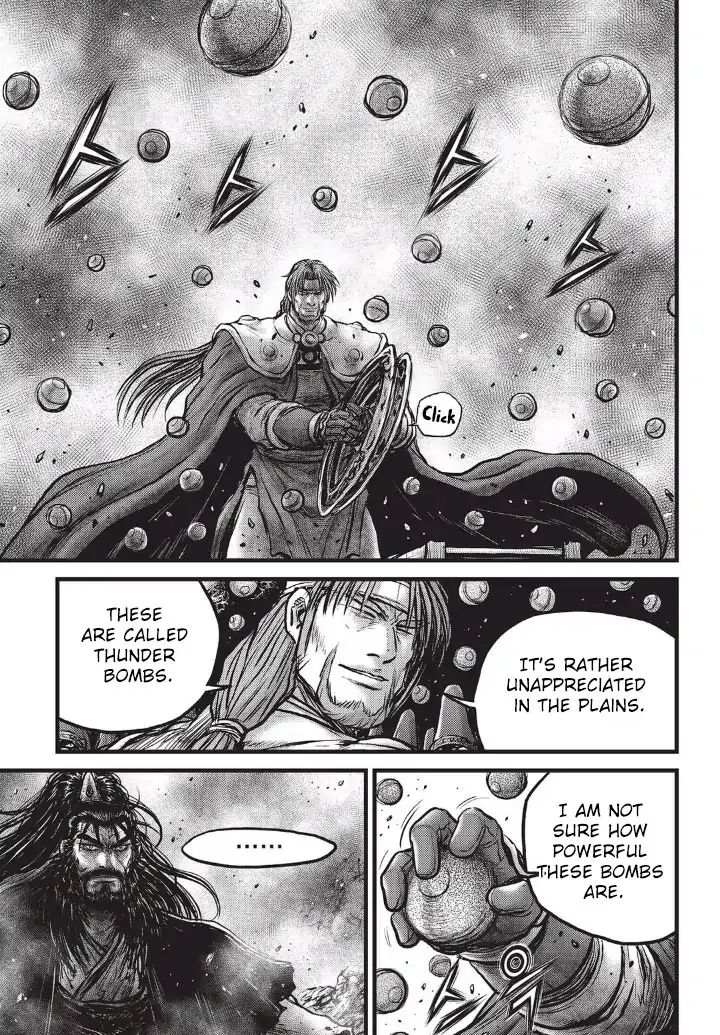 Click
THESE
ARE CALLED
THUNDER
BOMBS.
IT'S RATHER
UNAPPRECIATED
IN THE PLAINS.
......
I AM NOT
SURE HOW
POWERFUL
THESE BOMBS
ARE.